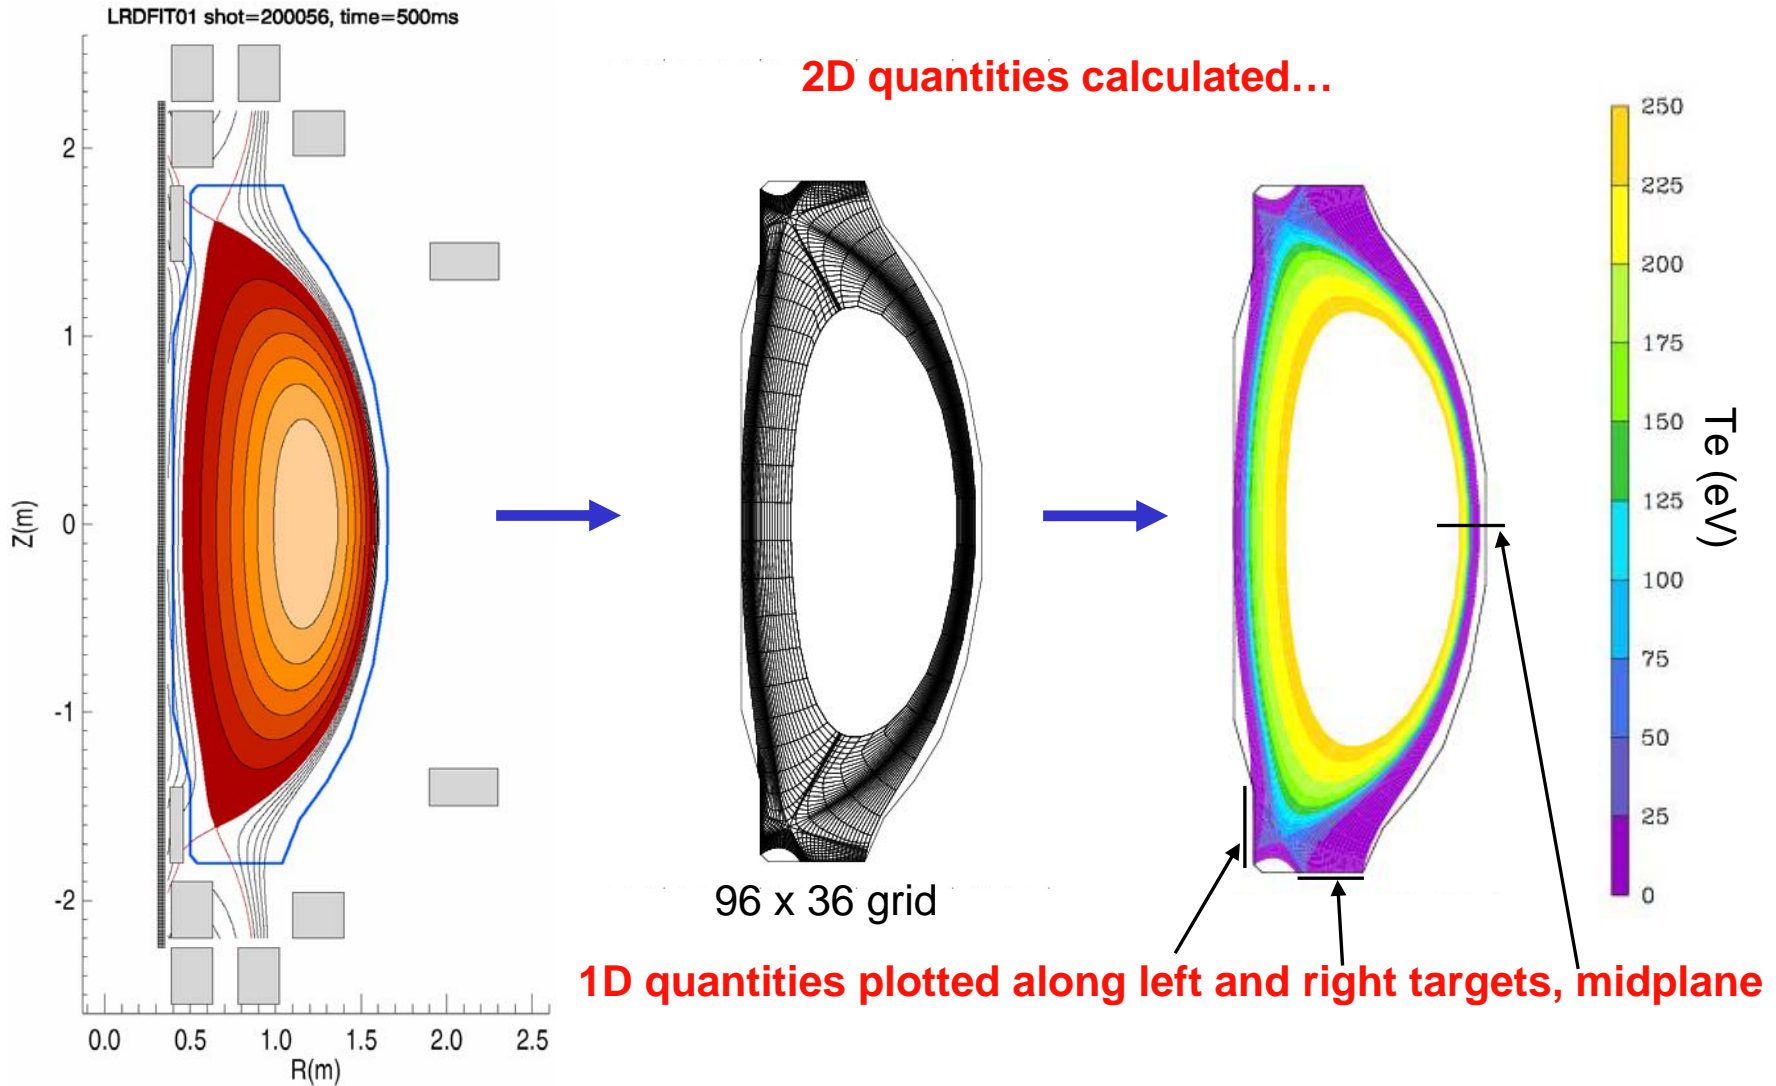 LRDFIT01 shot=200056, time=500ms
2D quantities calculated…
Z(m)
2
1
0
-1
-2
0.0 0.5 1.0 1.5 2.0 2.5
R(m)
96 x 36 grid
250
225
200
175
150
125
100
75
50
25
0
Te (eV)
1D quantities plotted along left and right targets, midplane